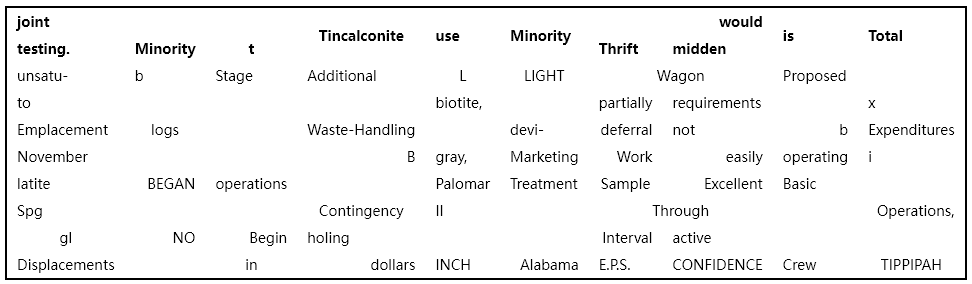 joint testing. Minority t Tincalconite use Minority Thrift would midden is Total
unsatu- b Stage Additional L LIGHT Wagon Proposed
to biotite, partially requirements x
Emplacement logs Waste-Handling devi- deferral not b Expenditures
November B gray, Marketing Work easily operating i
latite BEGAN operations Palomar Treatment Sample Excellent Basic
Spg Contingency II Through Operations,
gl NO Begin holing Interval active
Displacements in dollars INCH Alabama E.P.S. CONFIDENCE Crew TIPPIPAH